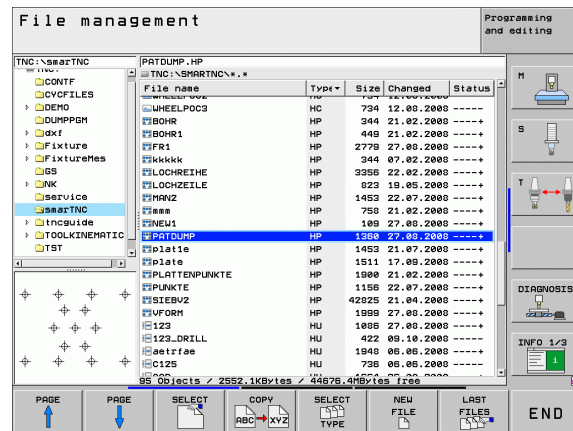 File management
Programming
and editing
TNC:\smarTNC
PATDUMP.HP
TNC:\SMARTNC\*.*
File name Type Size Changed Status
WHEELPOC3 HC 734 12.08.2008 -----
BOHR HP 344 21.02.2008 ----+
BOHR1 HP 449 21.02.2008 ----+
FR1 HP 2779 27.08.2008 ----+
kkkkk HP 344 07.02.2008 ----+
LOCHREIHE HP 3356 22.02.2008 ----+
LOCHZEILE HP 823 19.05.2008 ----+
MAN2 HP 1453 22.07.2008 ----+
mmm HP 758 21.02.2008 ----+
NEW1 HP 109 27.08.2008 ----+
PATDUMP HP 1360 27.08.2008 ----+
platte HP 1453 21.07.2008 ----+
plate HP 1511 17.09.2008 ----+
PLATTENPUNKTE HP 1900 21.02.2008 ----+
PUNKTE HP 1156 22.07.2008 ----+
SIEBV2 HP 42825 21.04.2008 ----+
VFORM HP 1999 27.08.2008 ----+
123 HU 1086 27.08.2008 ----+
123_DRILL HU 422 09.10.2008 -----
aetrfae HU 1948 06.06.2008 ----+
C125 HU 736 06.06.2008 ----+
95 Objects / 2552.1KBytes / 44676.4MBytes free
CONTF
CYCFILES
DEMO
DUMPPGM
dxf
Fixture
FixtureMes
GS
NK
service
smarTNC
tncguide
TOOLKINEMATIC
TST
M
S
T
DIAGNOSIS
INFO 1/3
PAGE
PAGE
SELECT
COPY
ABC XYZ
SELECT
TYPE
NEW
FILE
LAST
FILES
END